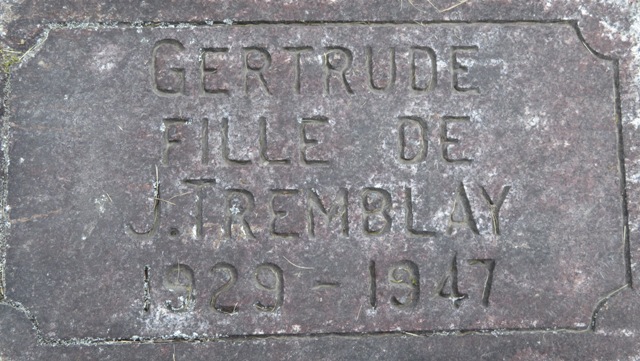 GERTRUDE
FILLE DE
J. TREMBLAY
1929 - 1947